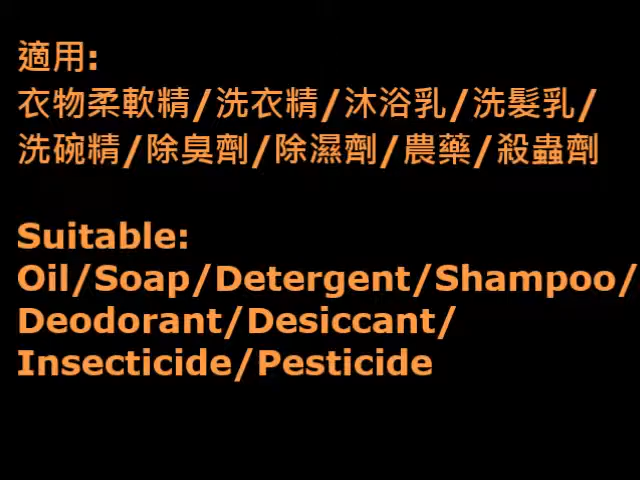 適用:
衣物柔軟精/洗衣精/沐浴乳/洗髮乳/
洗碗精/除臭劑/除濕劑/農藥/殺蟲劑
Suitable:
Oil/Soap/Detergent/Shampoo/
Deodorant/Desiccant/
Insecticide/Pesticide